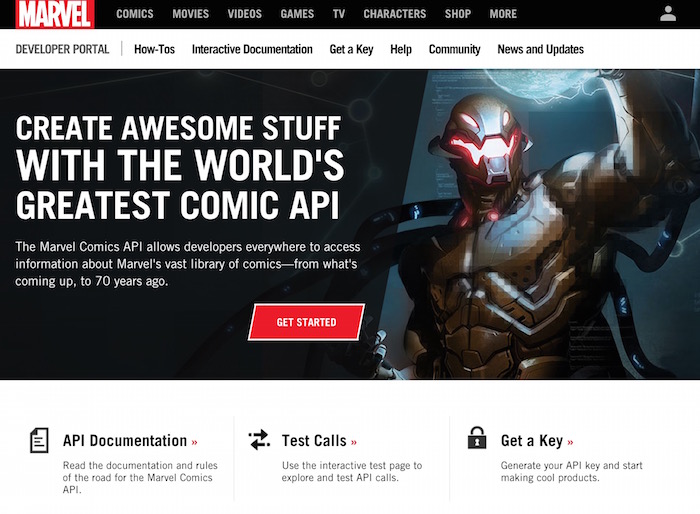 MARVEL
COMICS MOVIES VIDEOS GAMES TV CHARACTERS SHOP MORE
DEVELOPER PORTAL How-Tos Interactive Documentation Get a Key Help Community News and Updates
CREATE AWESOME STUFF
WITH THE WORLD'S
GREATEST COMIC API
The Marvel Comics API allows developers everywhere to access
information about Marvel's vast library of comics—from what's
coming up, to 70 years ago.
GET STARTED
API Documentation »
Read the documentation and rules
of the road for the Marvel Comics
API.
Test Calls »
Use the interactive test page to
explore and test API calls.
Get a Key »
Generate your API key and start
making cool products.